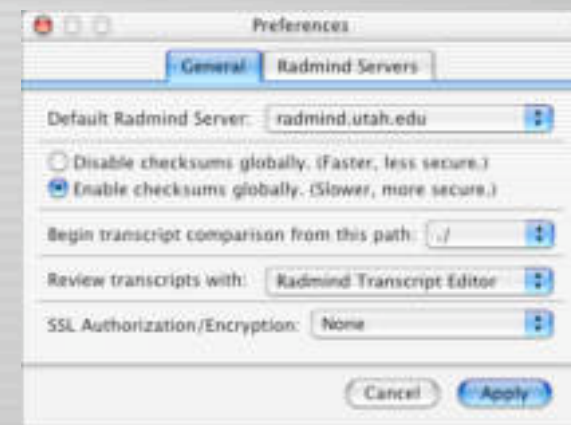 Preferences
General Radmind Servers
Default Radmind Server: radmind.utah.edu
Disable checksums globally. (Faster, less secure.)
Enable checksums globally. (Slower, more secure.)
Begin transcript comparison from this path: ./
Review transcripts with: Radmind Transcript Editor
SSL Authorization/Encryption: None
Cancel Apply